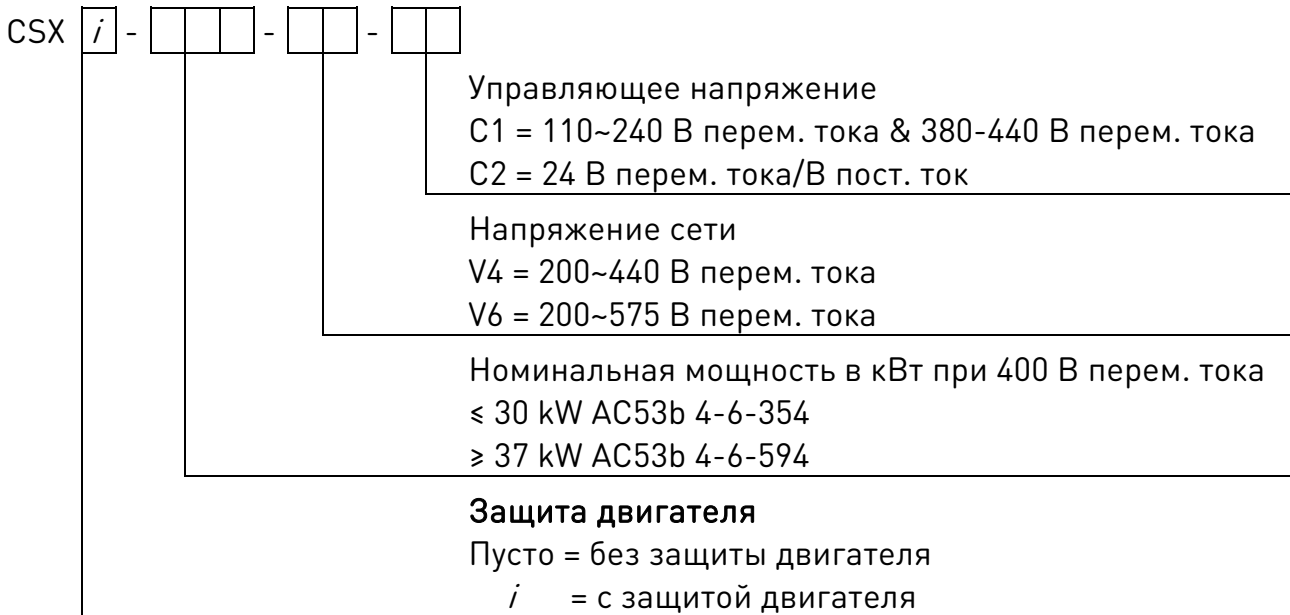 CSX i - - -
Управляющее напряжение
C1 = 110~240 В перем. тока & 380-440 В перем. тока
C2 = 24 В перем. тока/В пост. ток
Напряжение сети
V4 = 200~440 В перем. тока
V6 = 200~575 В перем. тока
Номинальная мощность в кВт при 400 В перем. тока
≤ 30 kW AC53b 4-6-354
≥ 37 kW AC53b 4-6-594
Защита двигателя
Пусто = без защиты двигателя
i = с защитой двигателя